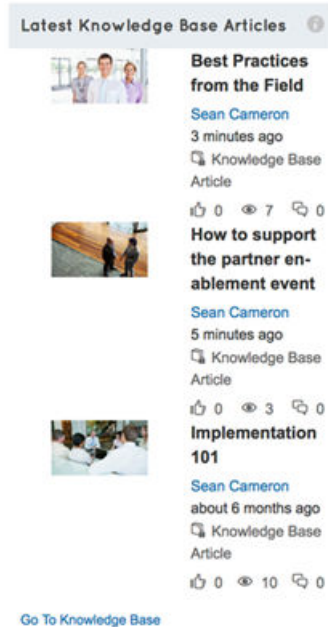 Latest Knowledge Base Articles
Best Practices
from the Field
Sean Cameron
3 minutes ago
Knowledge Base
Article
0 7 0
How to support
the partner en-
ablement event
Sean Cameron
5 minutes ago
Knowledge Base
Article
0 3 0
Implementation
101
Sean Cameron
about 6 months ago
Knowledge Base
Article
0 10 0
Go To Knowledge Base